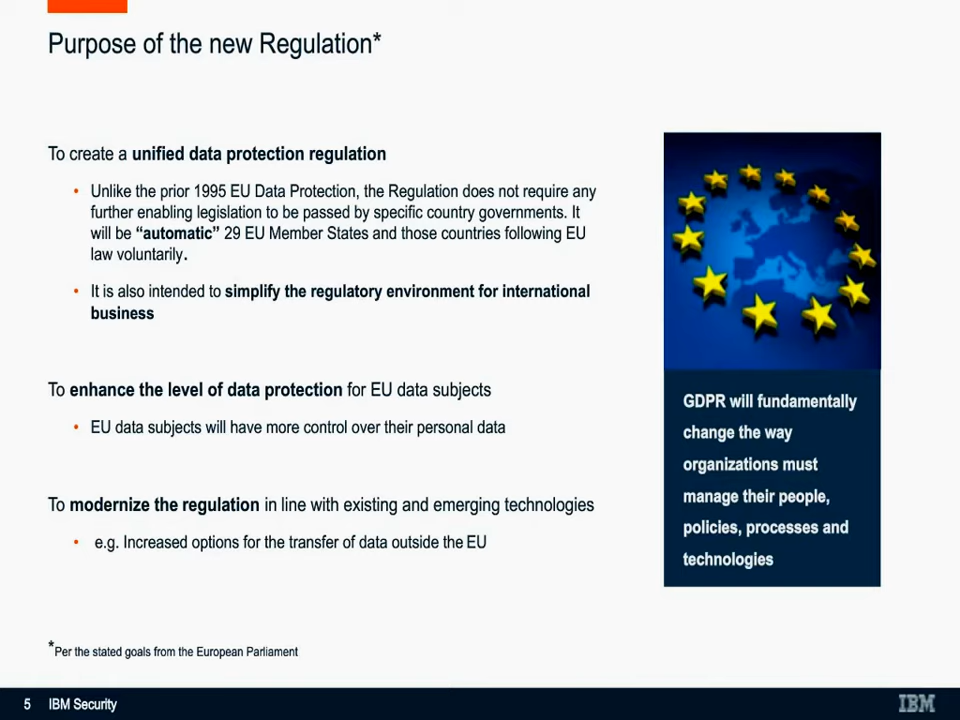 Purpose of the new Regulation*
To create a unified data protection regulation
• Unlike the prior 1995 EU Data Protection, the Regulation does not require any
further enabling legislation to be passed by specific country governments. It
will be “automatic” 29 EU Member States and those countries following EU
law voluntarily.
• It is also intended to simplify the regulatory environment for international
business
To enhance the level of data protection for EU data subjects
• EU data subjects will have more control over their personal data
To modernize the regulation in line with existing and emerging technologies
• e.g. Increased options for the transfer of data outside the EU
GDPR will fundamentally
change the way
organizations must
manage their people,
policies, processes and
technologies
*Per the stated goals from the European Parliament
5 IBM Security
IBM